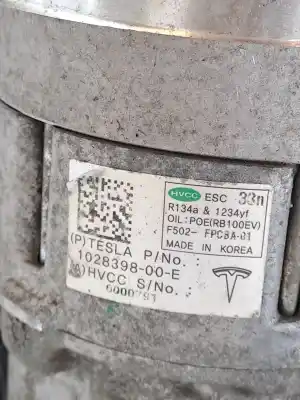 HVCC ESC 33n
R134a & 1234yf
OIL:POE(RB100EV)
F502- FPCBA-01
MADE IN KOREA
(P)TESLA P/No.:
1028398-00-E
(A)HVCC S/No.:
0000791